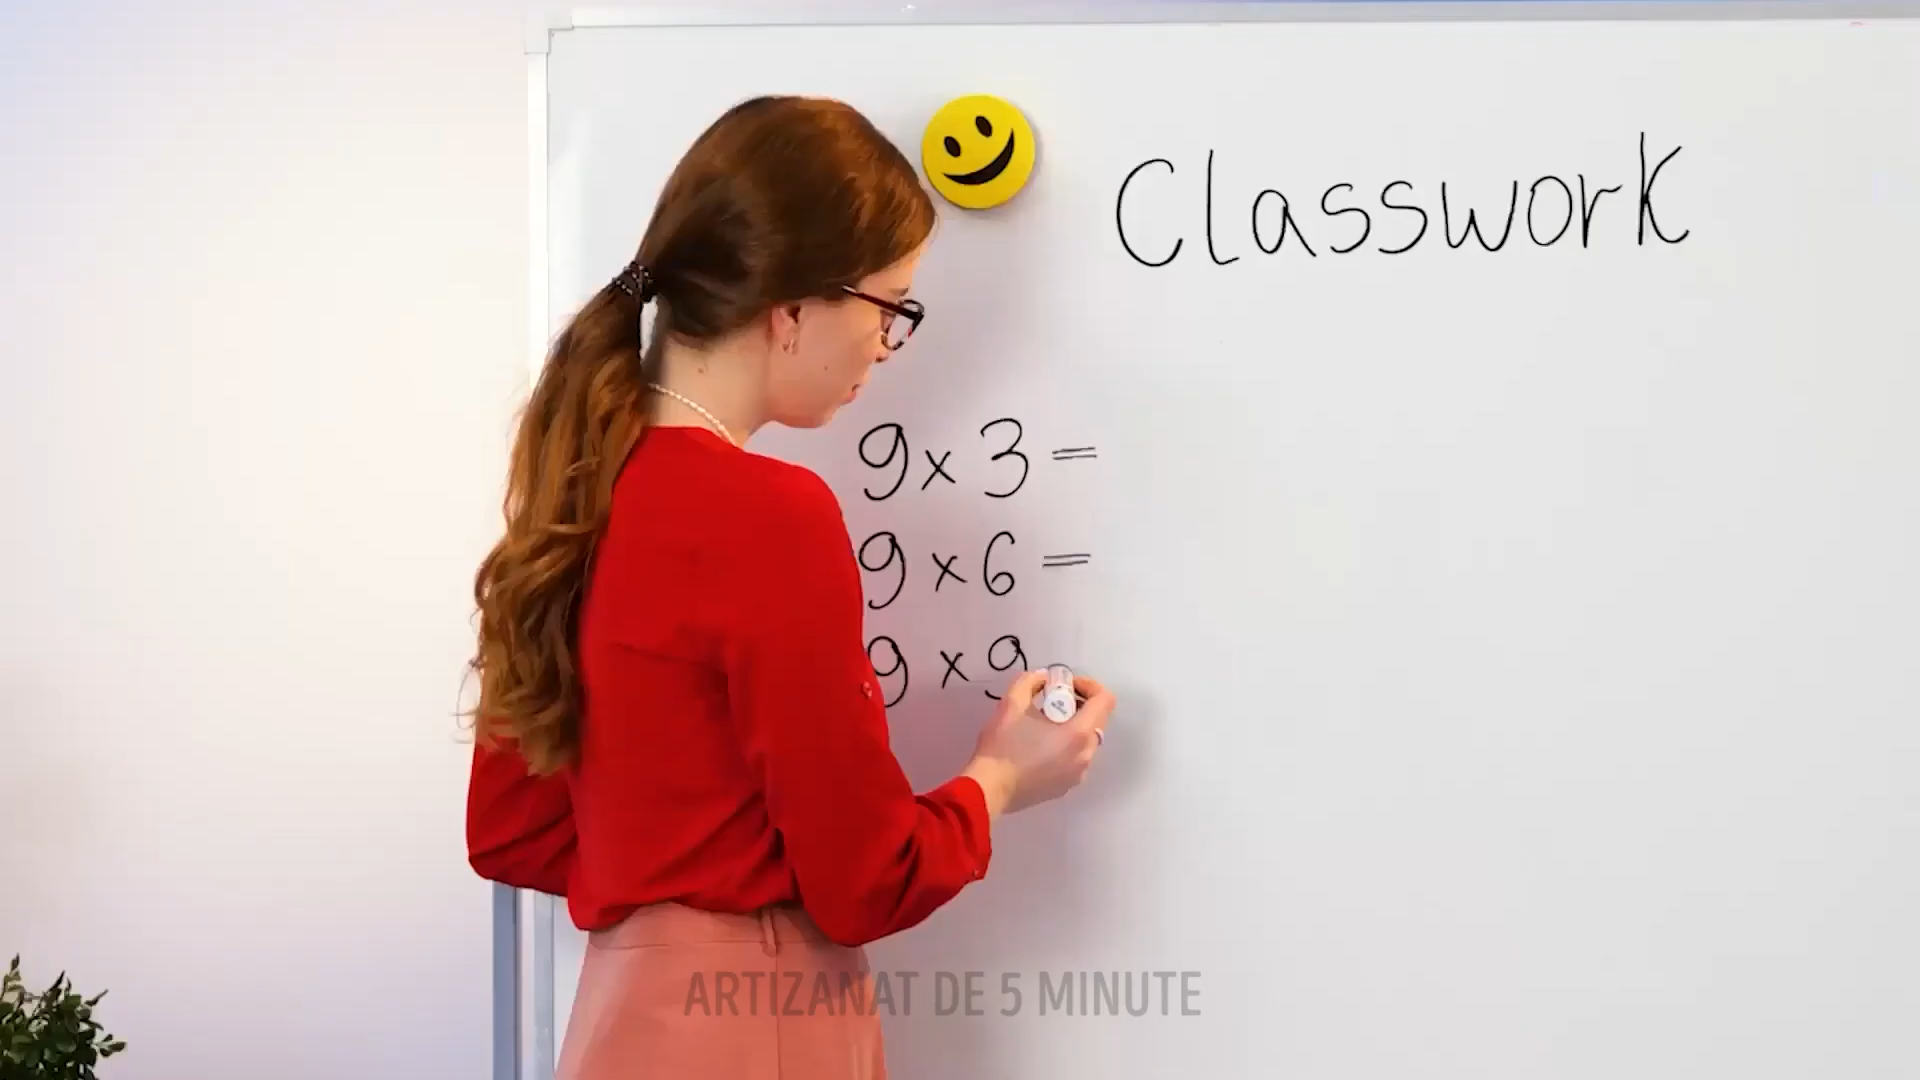 Classwork
9 x 3 =
9 x 6 =
9 x 9
ARTIZANAT DE 5 MINUTE